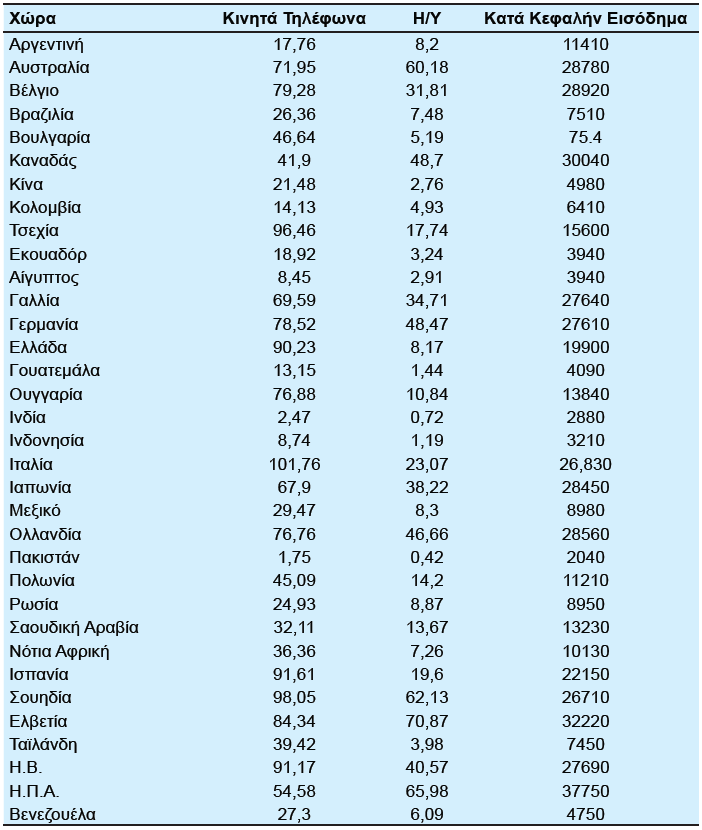 Χώρα Κινητά Τηλέφωνα Η/Υ Κατά Κεφαλήν Εισόδημα
Αργεντινή 17,76 8,2 11410
Αυστραλία 71,95 60,18 28780
Βέλγιο 79,28 31,81 28920
Βραζιλία 26,36 7,48 7510
Βουλγαρία 46,64 5,19 75.4
Καναδάς 41,9 48,7 30040
Κίνα 21,48 2,76 4980
Κολομβία 14,13 4,93 6410
Τσεχία 96,46 17,74 15600
Εκουαδόρ 18,92 3,24 3940
Αίγυπτος 8,45 2,91 3940
Γαλλία 69,59 34,71 27640
Γερμανία 78,52 48,47 27610
Ελλάδα 90,23 8,17 19900
Γουατεμάλα 13,15 1,44 4090
Ουγγαρία 76,88 10,84 13840
Ινδία 2,47 0,72 2880
Ινδονησία 8,74 1,19 3210
Ιταλία 101,76 23,07 26,830
Ιαπωνία 67,9 38,22 28450
Μεξικό 29,47 8,3 8980
Ολλανδία 76,76 46,66 28560
Πακιστάν 1,75 0,42 2040
Πολωνία 45,09 14,2 11210
Ρωσία 24,93 8,87 8950
Σαουδική Αραβία 32,11 13,67 13230
Νότια Αφρική 36,36 7,26 10130
Ισπανία 91,61 19,6 22150
Σουηδία 98,05 62,13 26710
Ελβετία 84,34 70,87 32220
Ταϊλάνδη 39,42 3,98 7450
Η.Β. 91,17 40,57 27690
Η.Π.Α. 54,58 65,98 37750
Βενεζουέλα 27,3 6,09 4750